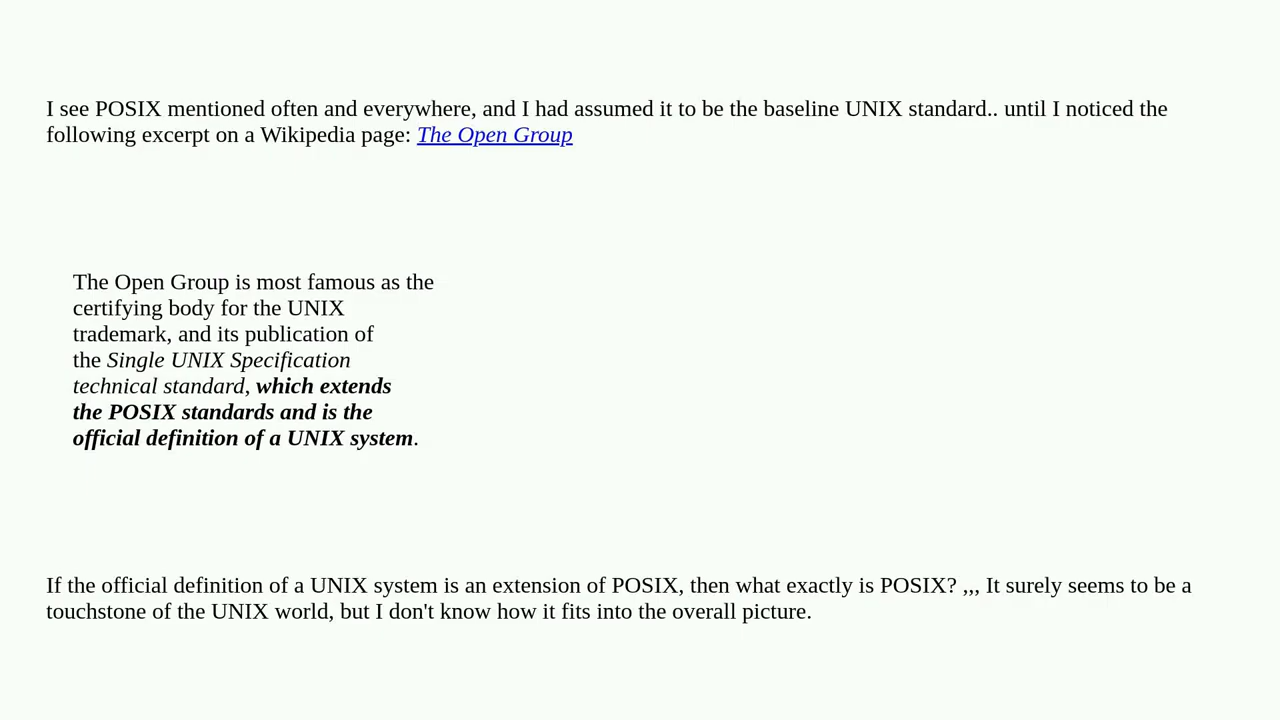 I see POSIX mentioned often and everywhere, and I had assumed it to be the baseline UNIX standard.. until I noticed the
following excerpt on a Wikipedia page: The Open Group
The Open Group is most famous as the
certifying body for the UNIX
trademark, and its publication of
the Single UNIX Specification
technical standard, which extends
the POSIX standards and is the
official definition of a UNIX system.
If the official definition of a UNIX system is an extension of POSIX, then what exactly is POSIX? ,,, It surely seems to be a
touchstone of the UNIX world, but I don't know how it fits into the overall picture.